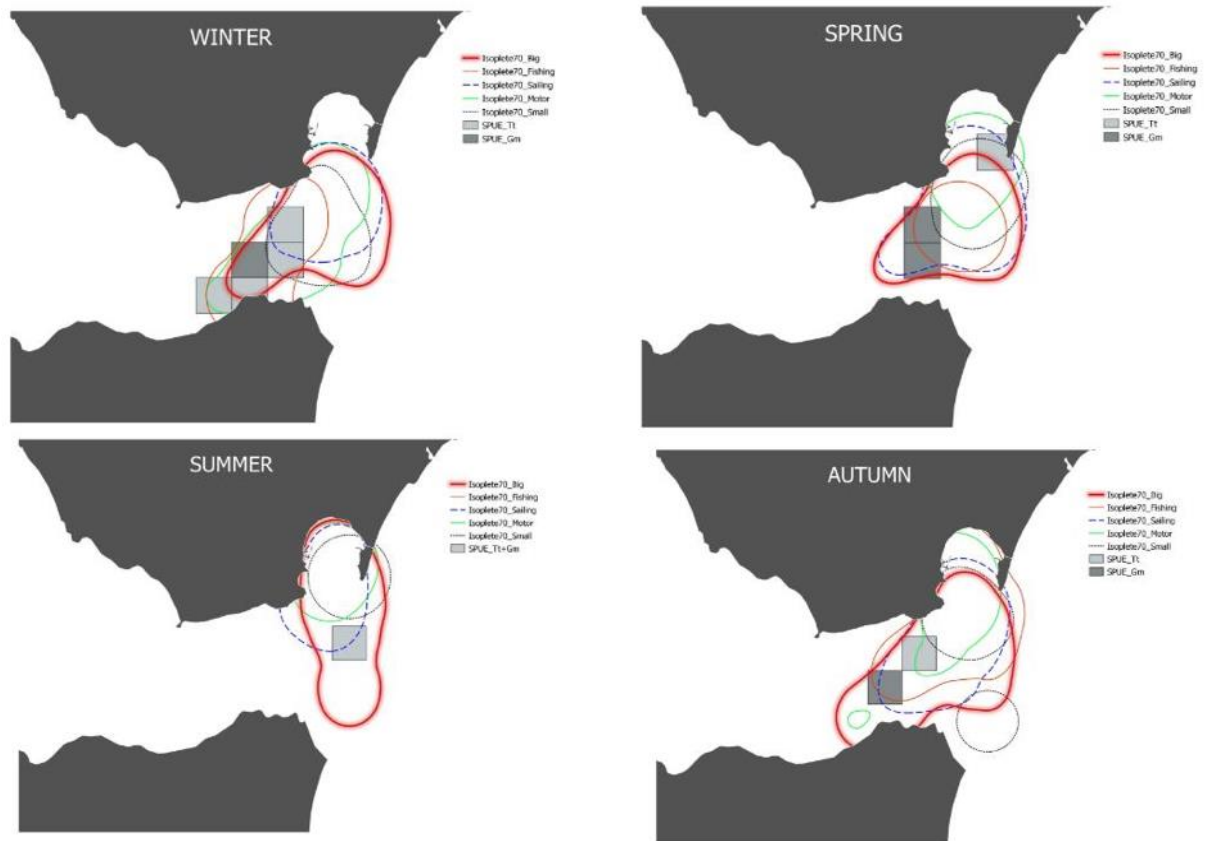 WINTER
Isoplete70_Big
Isoplete70_Fishing
Isoplete70_Sailing
Isoplete70_Motor
Isoplete70_Small
SPUE_Tt
SPUE_Gm
SPRING
Isoplete70_Big
Isoplete70_Fishing
Isoplete70_Sailing
Isoplete70_Motor
Isoplete70_Small
SPUE_Tt
SPUE_Gm
SUMMER
Isoplete70_Big
Isoplete70_Fishing
Isoplete70_Sailing
Isoplete70_Motor
Isoplete70_Small
SPUE_Tt+Gm
AUTUMN
Isoplete70_Big
Isoplete70_Fishing
Isoplete70_Sailing
Isoplete70_Motor
Isoplete70_Small
SPUE_Tt
SPUE_Gm